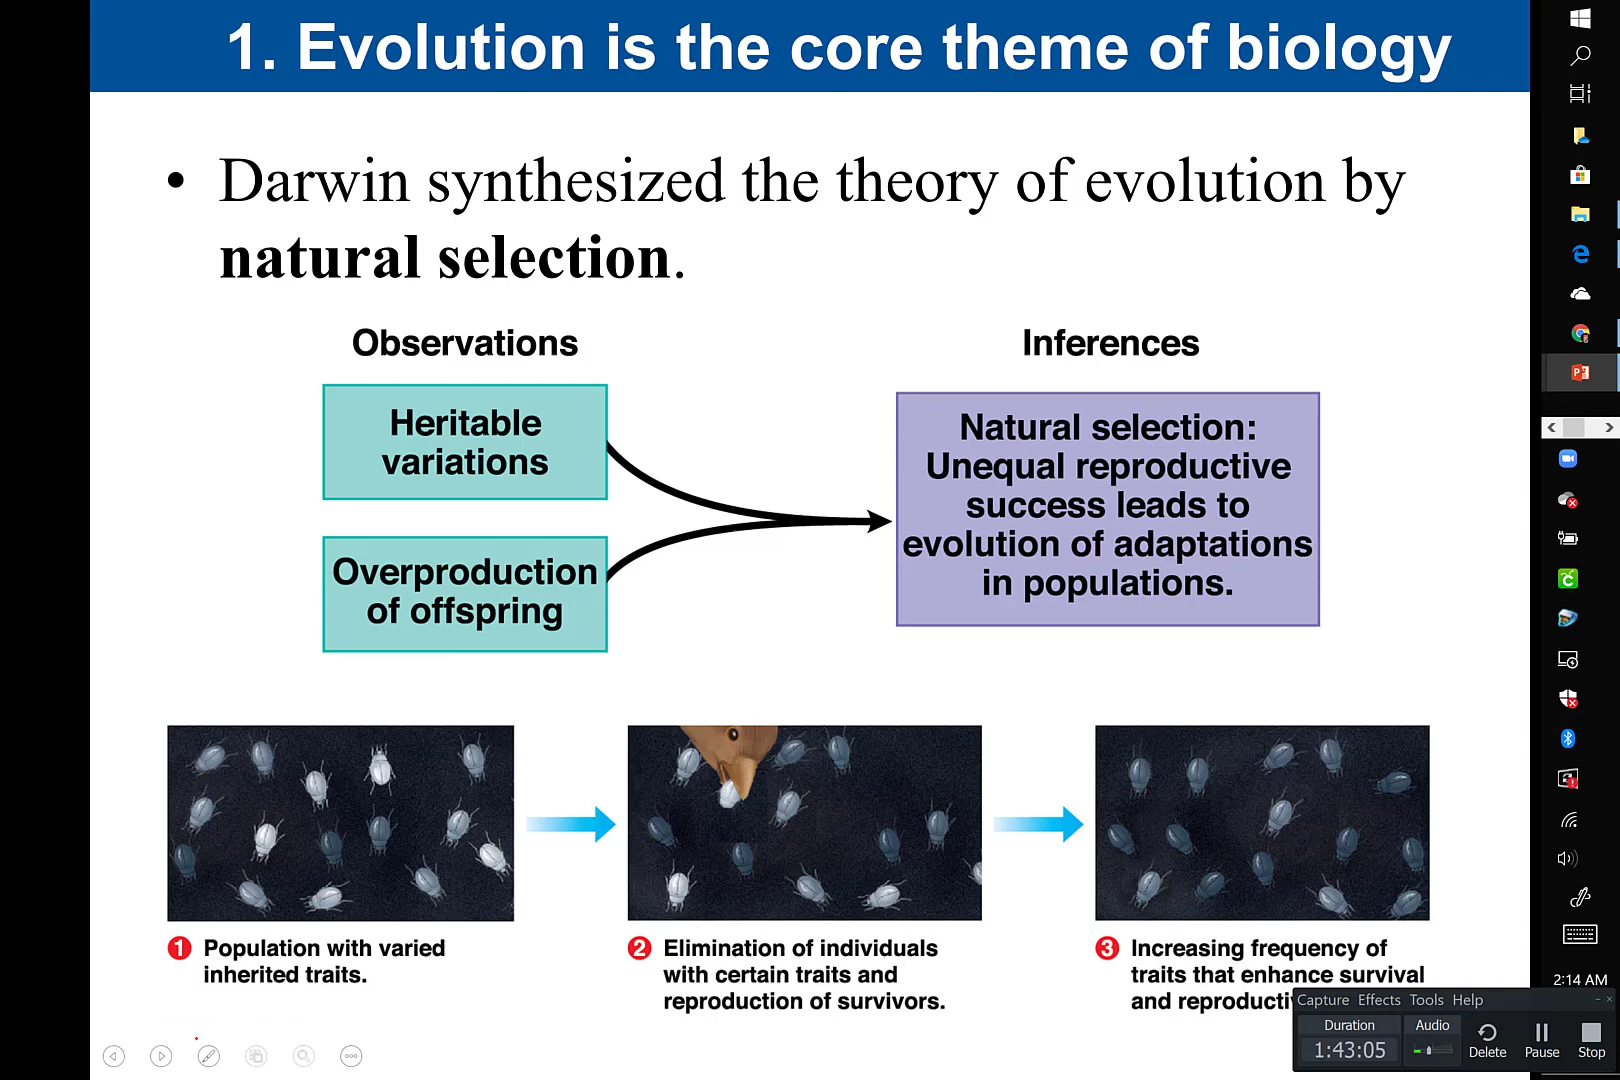 1. Evolution is the core theme of biology
• Darwin synthesized the theory of evolution by
natural selection.
Observations
Inferences
Heritable
variations
Overproduction
of offspring
Natural selection:
Unequal reproductive
success leads to
evolution of adaptations
in populations.
1 Population with varied
inherited traits.
2 Elimination of individuals
with certain traits and
reproduction of survivors.
3 Increasing frequency of
traits that enhance survival
and reproducti
2:14 AM
Capture Effects Tools Help
Duration
1:43:05
Audio
Delete
Pause
Stop